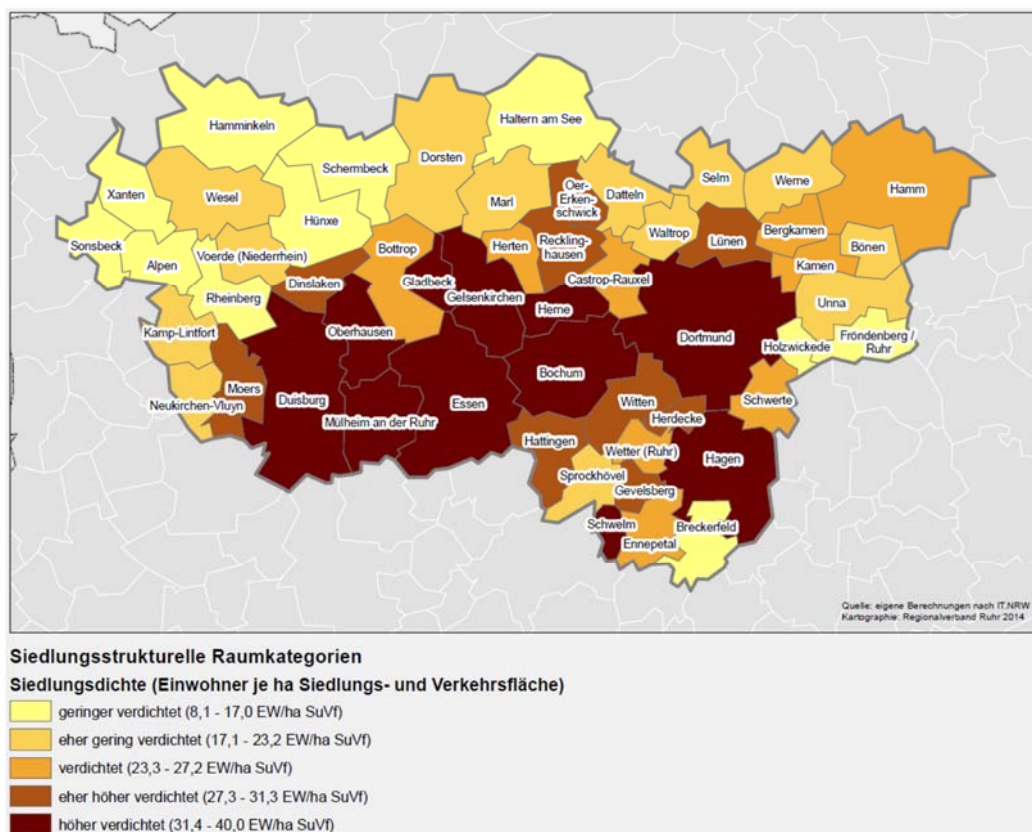 Hamminkeln
Haltern am See
Schermbeck
Dorsten
Xanten
Wesel
Marl
Oer-
Erken-
schwick
Datteln
Selm
Werne
Hamm
Hünxe
Sonsbeck
Alpen
Voerde (Niederrhein)
Bottrop
Herten
Reckling-
hausen
Waltrop
Lünen
Bergkamen
Bönen
Dinslaken
Gladbeck
Castrop-Rauxel
Kamen
Rheinberg
Gelsenkirchen
Herne
Unna
Kamp-Lintfort
Oberhausen
Dortmund
Holzwickede
Fröndenberg /
Ruhr
Moers
Duisburg
Essen
Bochum
Neukirchen-Vluyn
Mülheim an der Ruhr
Witten
Schwerte
Herdecke
Hattingen
Wetter (Ruhr)
Hagen
Sprockhövel
Gevelsberg
Schwelm
Breckerfeld
Ennepetal
Quelle: eigene Berechnungen nach IT.NRW
Kartographie: Regionalverband Ruhr 2014
Siedlungsstrukturelle Raumkategorien
Siedlungsdichte (Einwohner je ha Siedlungs- und Verkehrsfläche)
geringer verdichtet (8,1 - 17,0 EW/ha SuVf)
eher gering verdichtet (17,1 - 23,2 EW/ha SuVf)
verdichtet (23,3 - 27,2 EW/ha SuVf)
eher höher verdichtet (27,3 - 31,3 EW/ha SuVf)
höher verdichtet (31,4 - 40,0 EW/ha SuVf)